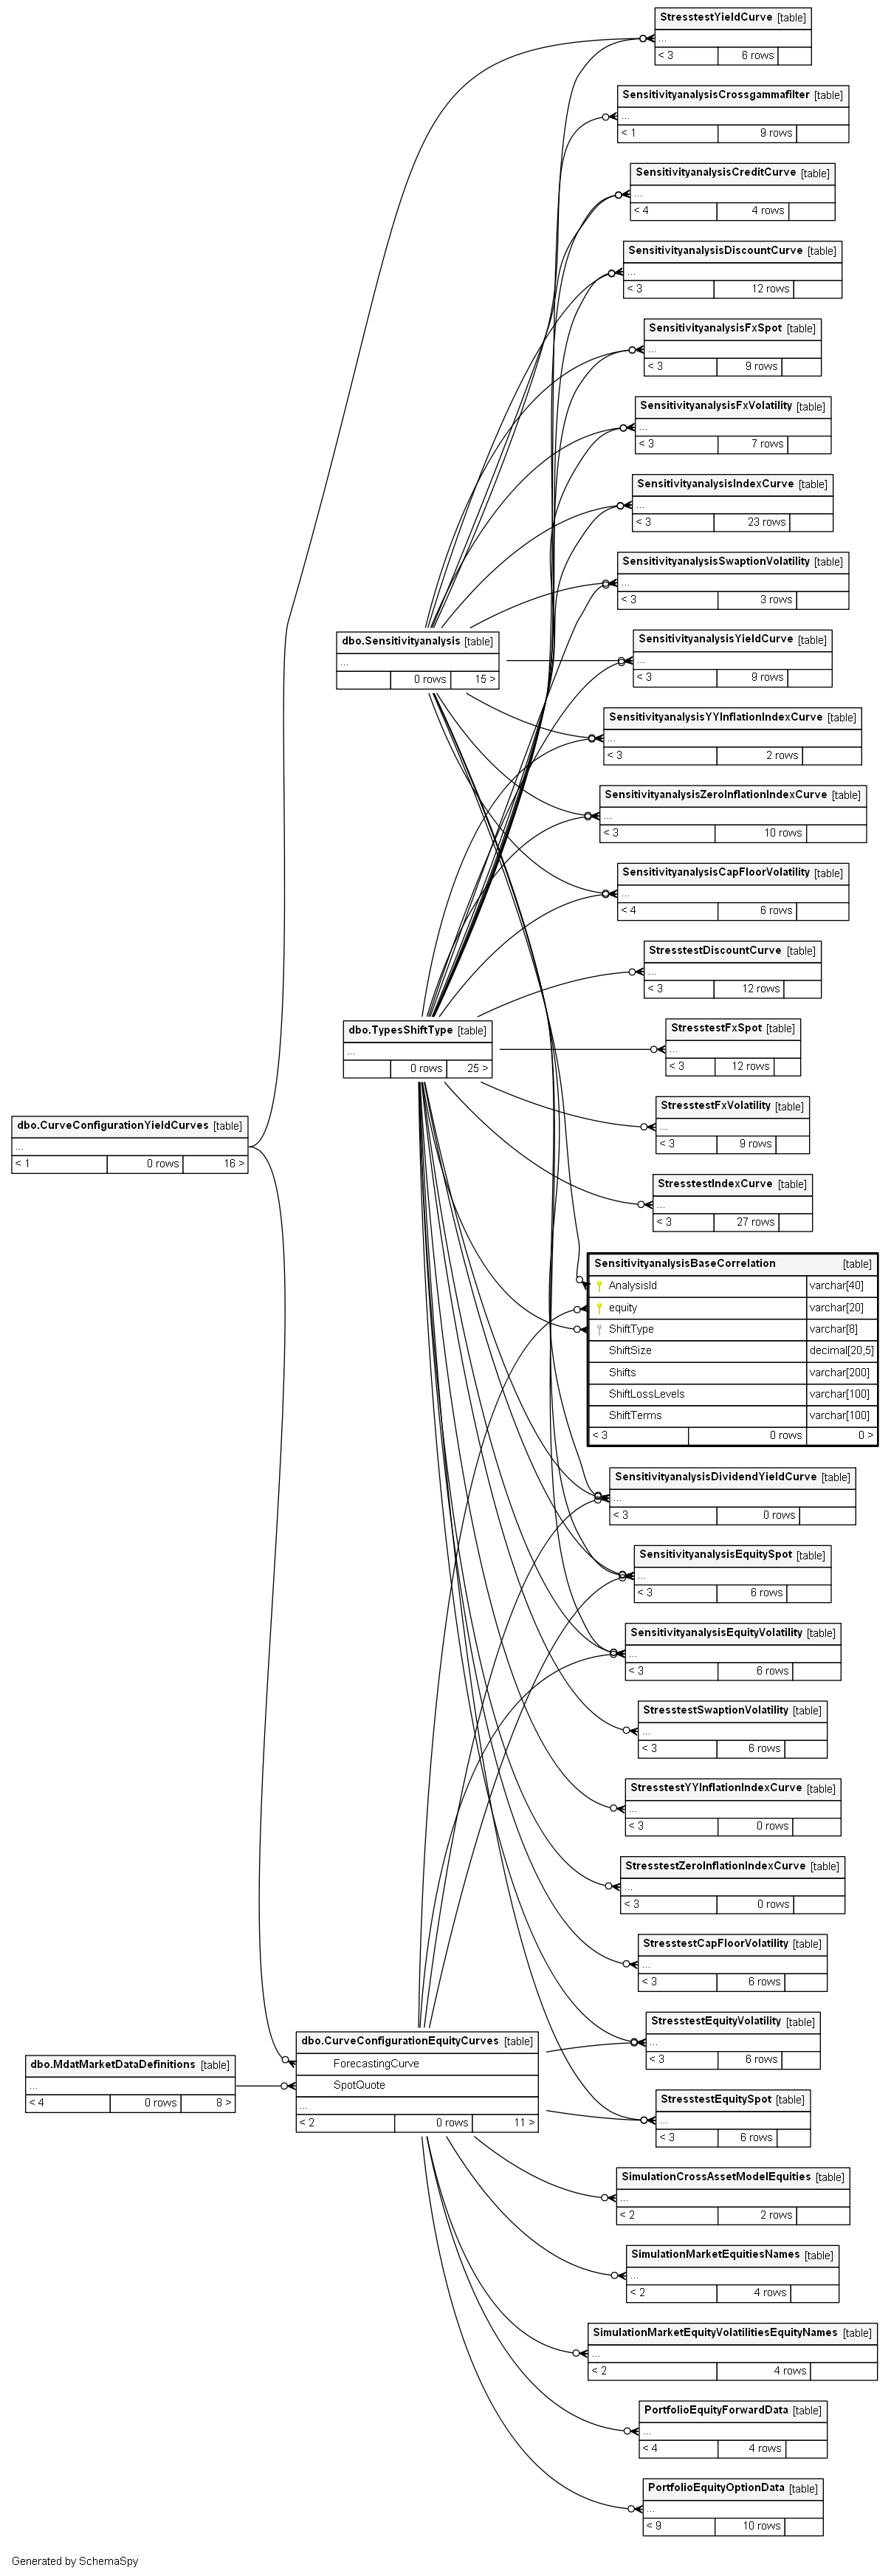 StresstestYieldCurve [table]
...
< 3 6 rows
SensitivityanalysisCrossgammafilter [table]
...
< 1 9 rows
SensitivityanalysisCreditCurve [table]
...
< 4 4 rows
SensitivityanalysisDiscountCurve [table]
...
< 3 12 rows
SensitivityanalysisFxSpot [table]
...
< 3 9 rows
SensitivityanalysisFxVolatility [table]
...
< 3 7 rows
SensitivityanalysisIndexCurve [table]
...
< 3 23 rows
SensitivityanalysisSwaptionVolatility [table]
...
< 3 3 rows
dbo.Sensitivityanalysis [table]
...
0 rows 15 >
SensitivityanalysisYieldCurve [table]
...
< 3 9 rows
SensitivityanalysisYYInflationIndexCurve [table]
...
< 3 2 rows
SensitivityanalysisZeroInflationIndexCurve [table]
...
< 3 10 rows
SensitivityanalysisCapFloorVolatility [table]
...
< 4 6 rows
StresstestDiscountCurve [table]
...
< 3 12 rows
dbo.TypesShiftType [table]
...
0 rows 25 >
StresstestFxSpot [table]
...
< 3 12 rows
StresstestFxVolatility [table]
...
< 3 9 rows
dbo.CurveConfigurationYieldCurves [table]
...
< 1 0 rows 16 >
StresstestIndexCurve [table]
...
< 3 27 rows
SensitivityanalysisBaseCorrelation [table]
AnalysisId varchar[40]
equity varchar[20]
ShiftType varchar[8]
ShiftSize decimal[20,5]
Shifts varchar[200]
ShiftLossLevels varchar[100]
ShiftTerms varchar[100]
< 3 0 rows 0 >
SensitivityanalysisDividendYieldCurve [table]
...
< 3 0 rows
SensitivityanalysisEquitySpot [table]
...
< 3 6 rows
SensitivityanalysisEquityVolatility [table]
...
< 3 6 rows
StresstestSwaptionVolatility [table]
...
< 3 6 rows
StresstestYYInflationIndexCurve [table]
...
< 3 0 rows
StresstestZeroInflationIndexCurve [table]
...
< 3 0 rows
StresstestCapFloorVolatility [table]
...
< 3 6 rows
StresstestEquityVolatility [table]
...
< 3 6 rows
dbo.CurveConfigurationEquityCurves [table]
ForecastingCurve
SpotQuote
...
< 2 0 rows 11 >
dbo.MdatMarketDataDefinitions [table]
...
< 4 0 rows 8 >
StresstestEquitySpot [table]
...
< 3 6 rows
SimulationCrossAssetModelEquities [table]
...
< 2 2 rows
SimulationMarketEquitiesNames [table]
...
< 2 4 rows
SimulationMarketEquityVolatilitiesEquityNames [table]
...
< 2 4 rows
PortfolioEquityForwardData [table]
...
< 4 4 rows
PortfolioEquityOptionData [table]
...
< 9 10 rows
Generated by SchemaSpy